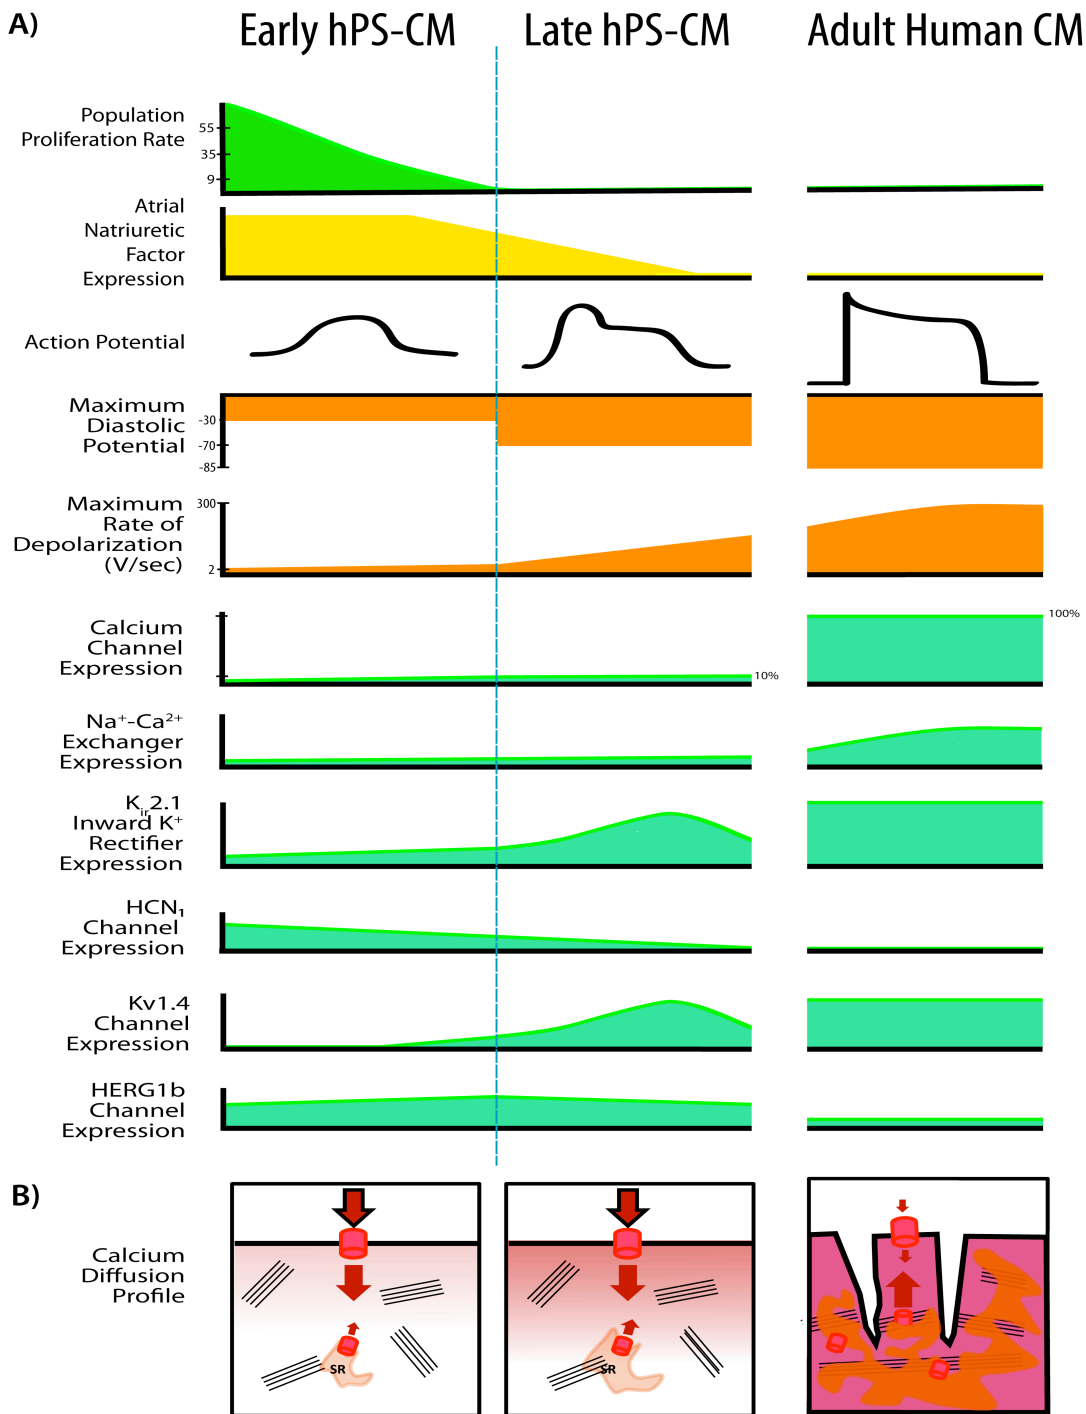 A)
Early hPS-CM
Late hPS-CM
Adult Human CM
Population
Proliferation Rate
55
35
9
Atrial
Natriuretic
Factor
Expression
Action Potential
Maximum
Diastolic
Potential
-30
-70
-85
Maximum
Rate of
Depolarization
(V/sec)
300
2
Calcium
Channel
Expression
10%
100%
Na⁺-Ca²⁺
Exchanger
Expression
Kᵢᵣ2.1
Inward K⁺
Rectifier
Expression
HCN₁
Channel
Expression
Kv1.4
Channel
Expression
HERG1b
Channel
Expression
B)
Calcium
Diffusion
Profile
SR
SR